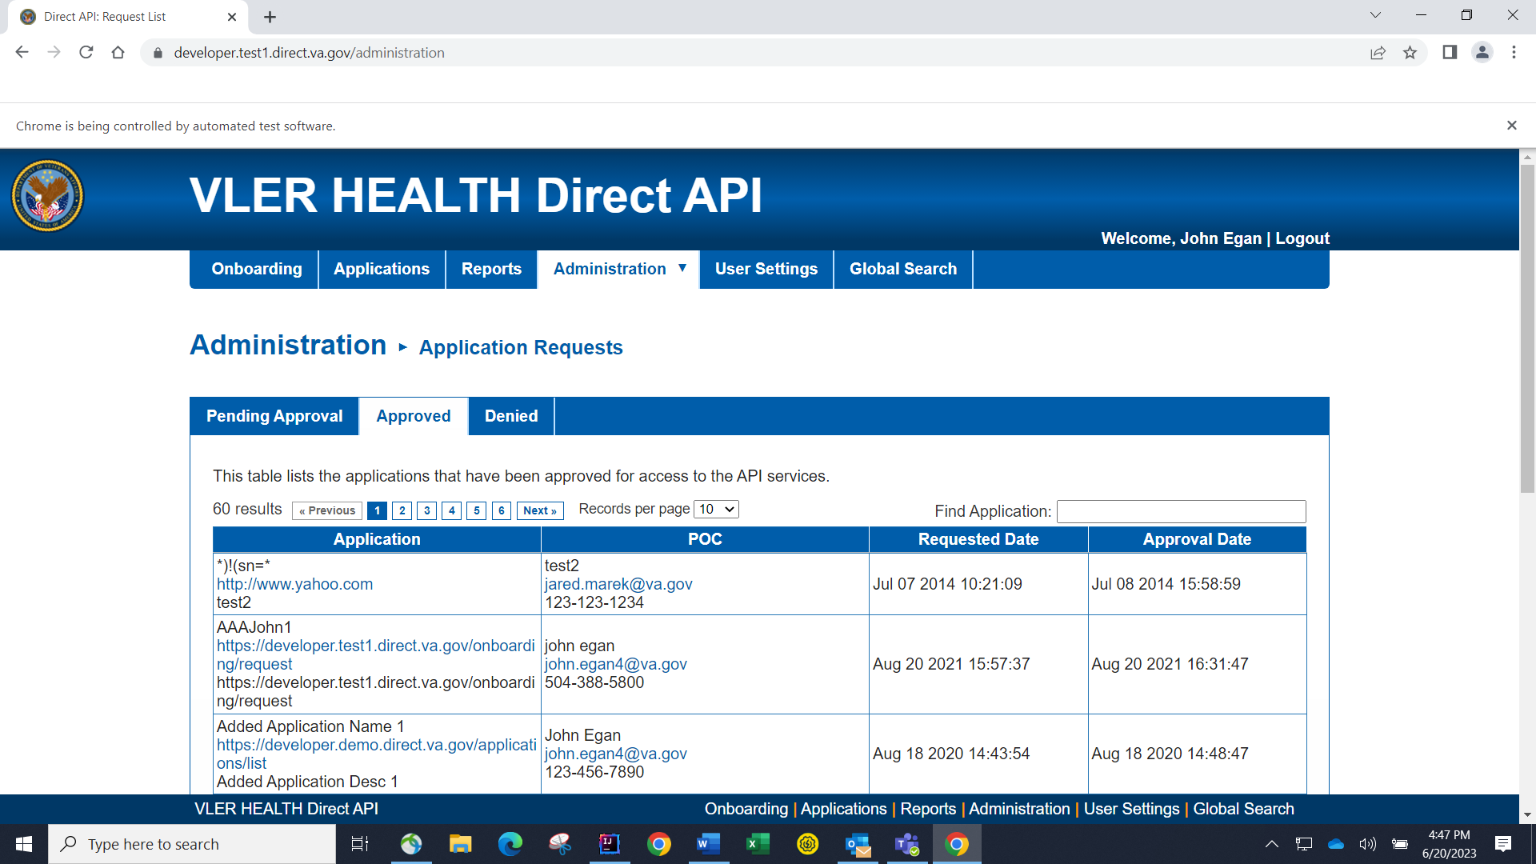 Direct API: Request List
developer.test1.direct.va.gov/administration
Chrome is being controlled by automated test software.
VLER HEALTH Direct API
Welcome, John Egan | Logout
Onboarding Applications Reports Administration ▼ User Settings Global Search
Administration ▸ Application Requests
Pending Approval Approved Denied
This table lists the applications that have been approved for access to the API services.
60 results « Previous 1 2 3 4 5 6 Next » Records per page 10 Find Application:
Application POC Requested Date Approval Date
*)!(sn=*
http://www.yahoo.com
test2
test2
jared.marek@va.gov
123-123-1234
Jul 07 2014 10:21:09
Jul 08 2014 15:58:59
AAAJohn1
https://developer.test1.direct.va.gov/onboardi
ng/request
https://developer.test1.direct.va.gov/onboardi
ng/request
john egan
john.egan4@va.gov
504-388-5800
Aug 20 2021 15:57:37
Aug 20 2021 16:31:47
Added Application Name 1
https://developer.demo.direct.va.gov/applicati
ons/list
Added Application Desc 1
John Egan
john.egan4@va.gov
123-456-7890
Aug 18 2020 14:43:54
Aug 18 2020 14:48:47
VLER HEALTH Direct API
Onboarding | Applications | Reports | Administration | User Settings | Global Search
Type here to search
4:47 PM
6/20/2023